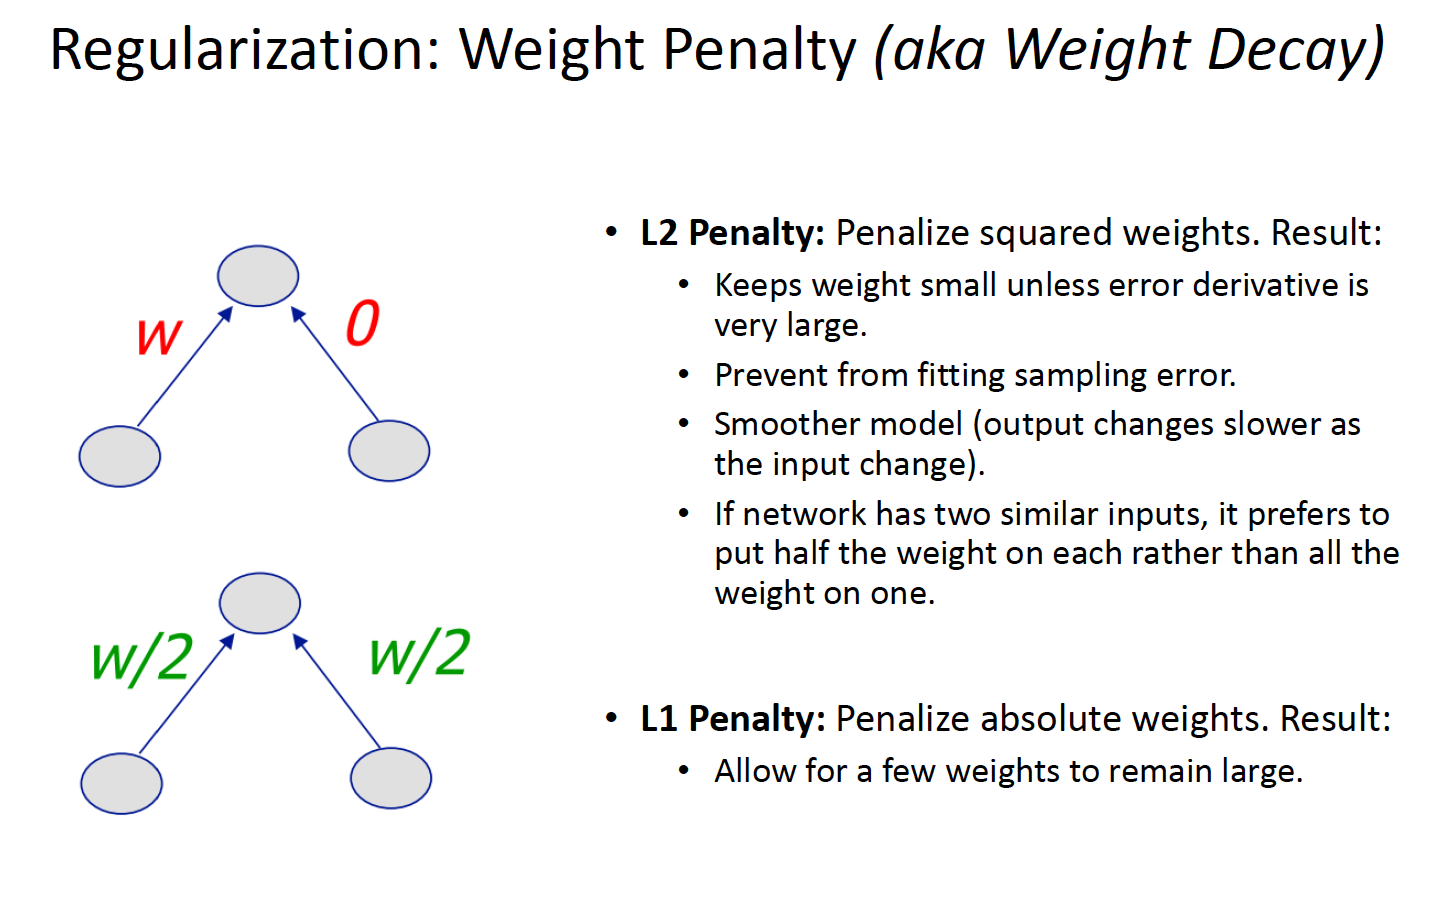 Regularization: Weight Penalty (aka Weight Decay)
w
0
w/2
w/2
• L2 Penalty: Penalize squared weights. Result:
• Keeps weight small unless error derivative is
very large.
• Prevent from fitting sampling error.
• Smoother model (output changes slower as
the input change).
• If network has two similar inputs, it prefers to
put half the weight on each rather than all the
weight on one.
• L1 Penalty: Penalize absolute weights. Result:
• Allow for a few weights to remain large.